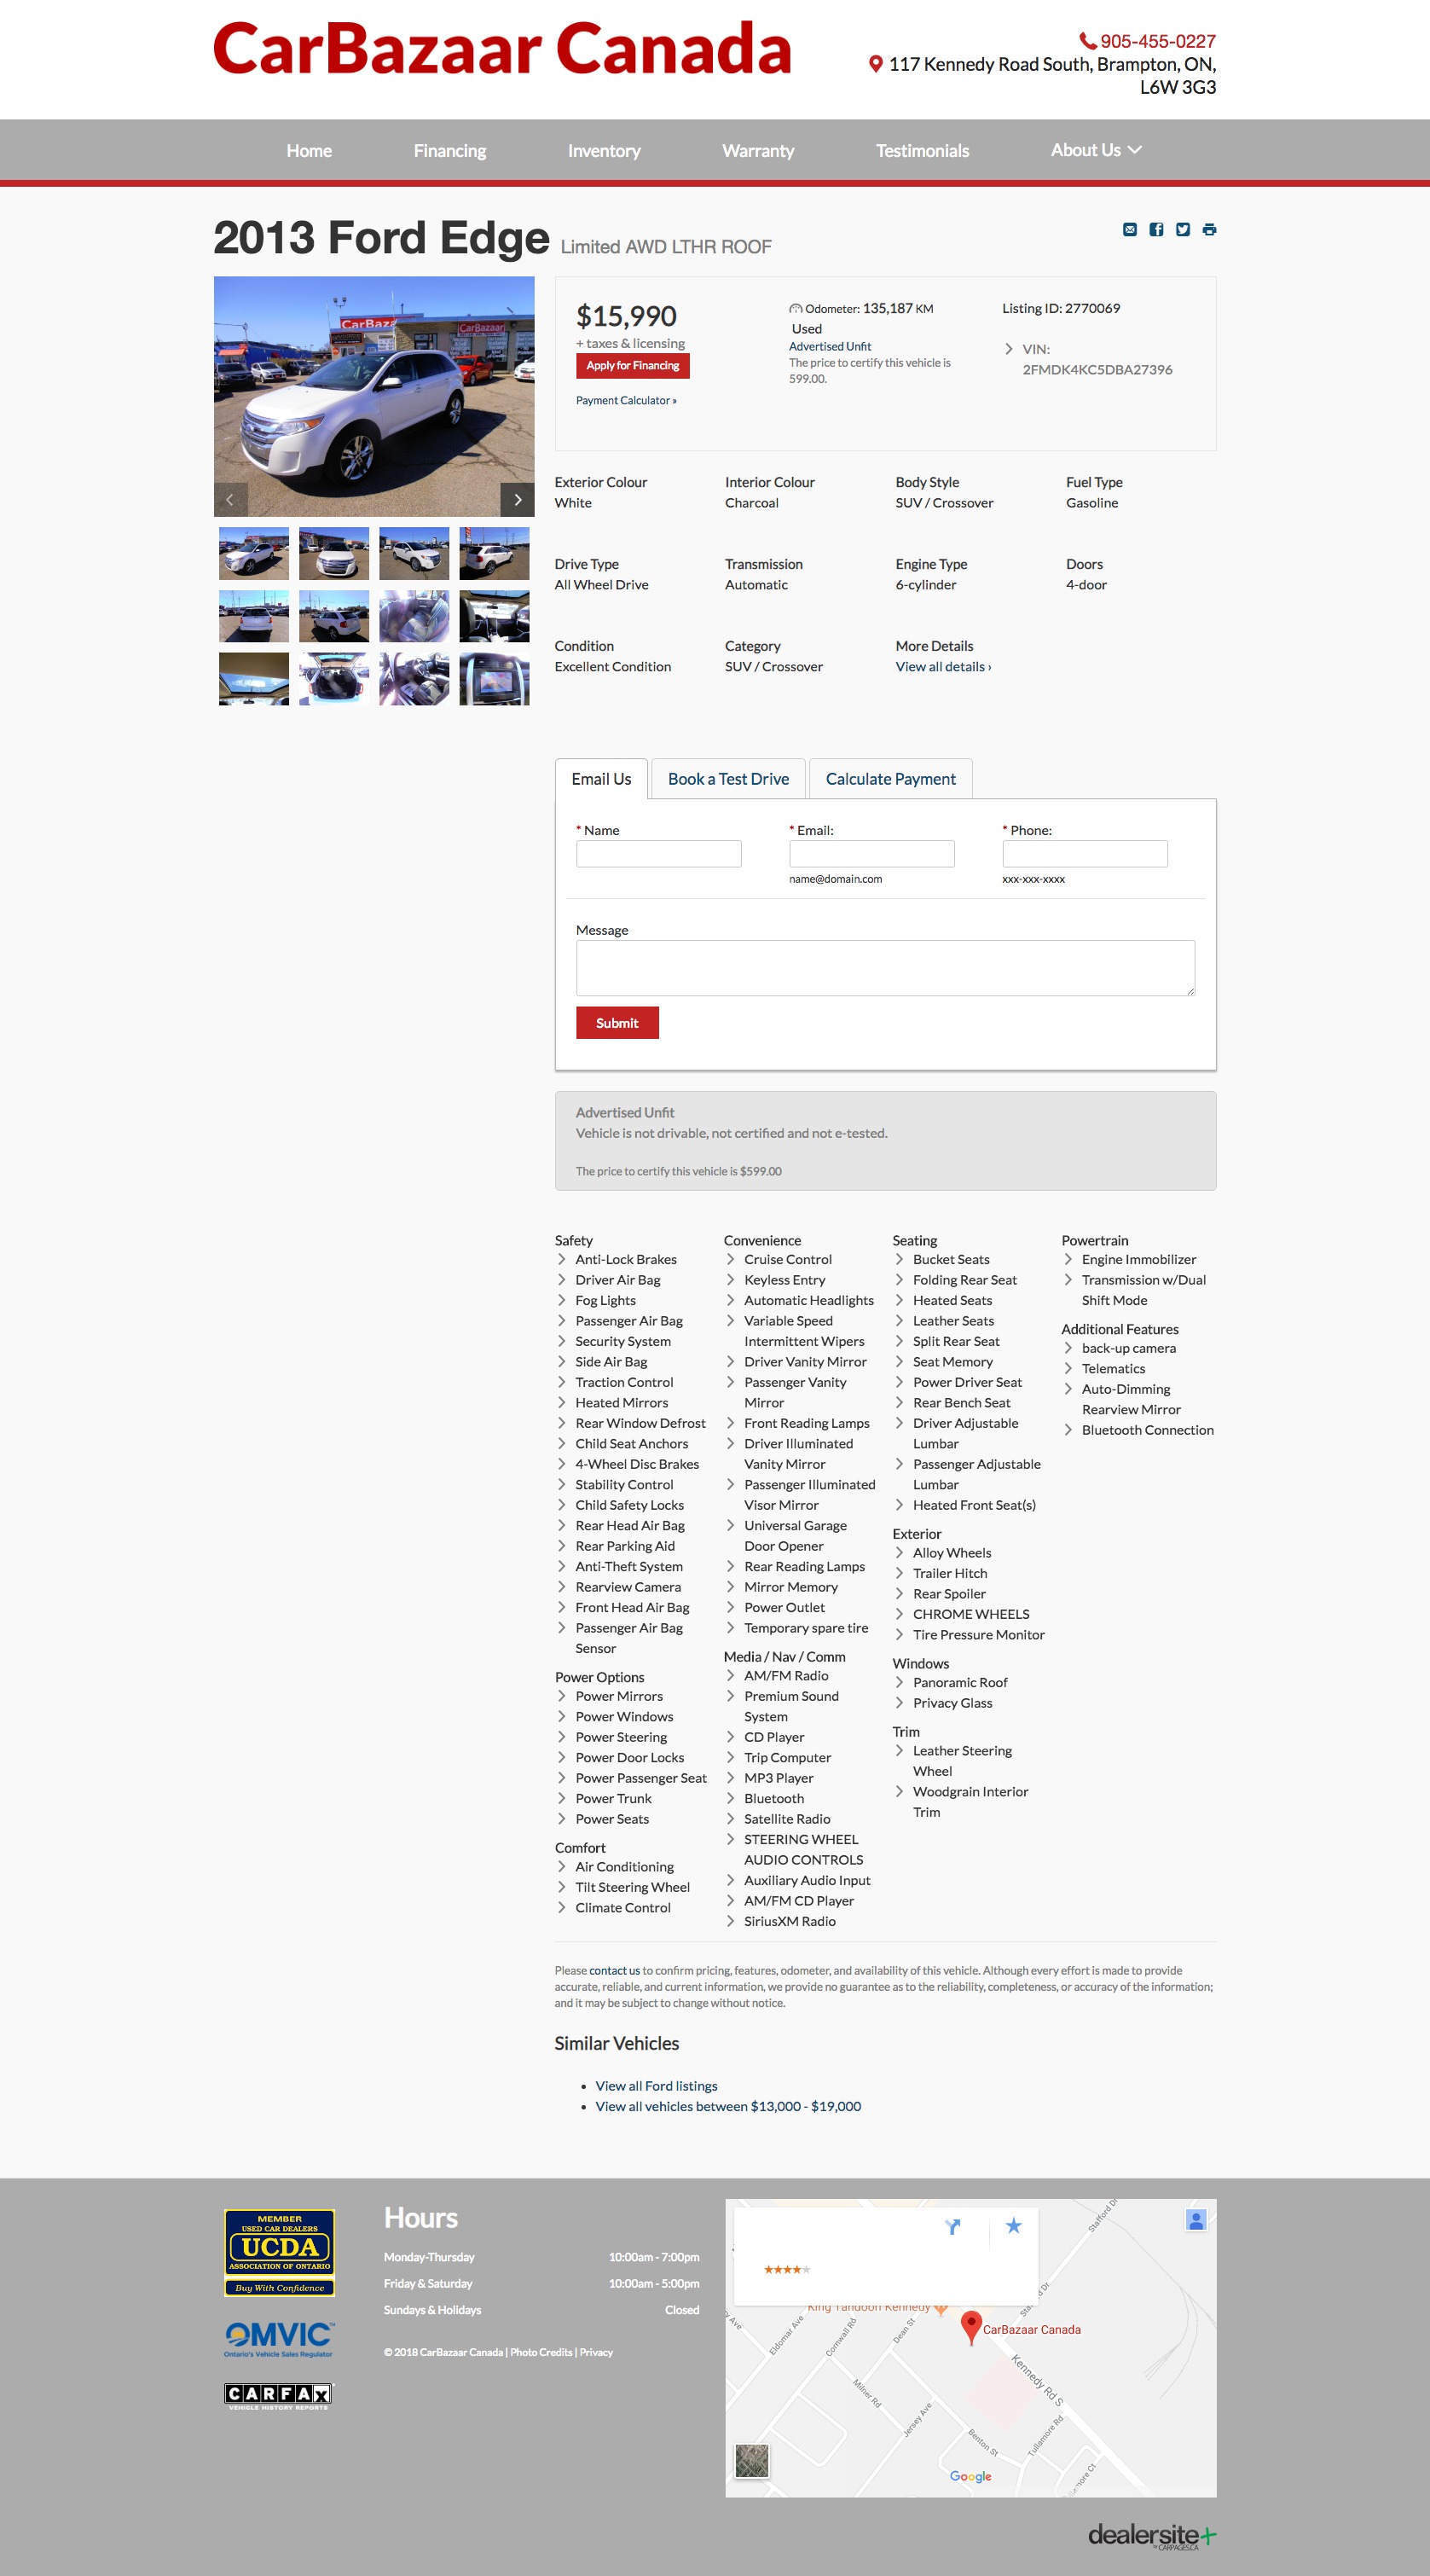 CarBazaar Canada
905-455-0227
117 Kennedy Road South, Brampton, ON,
L6W 3G3
Home
Financing
Inventory
Warranty
Testimonials
About Us
2013 Ford Edge Limited AWD LTHR ROOF
CarBazaar
$15,990
+ taxes & licensing
Apply for Financing
Payment Calculator »
Odometer: 135,187 KM
Used
Advertised Unfit
The price to certify this vehicle is
599.00.
Listing ID: 2770069
VIN:
2FMDK4KC5DBA27396
Exterior Colour
White
Interior Colour
Charcoal
Body Style
SUV / Crossover
Fuel Type
Gasoline
Drive Type
All Wheel Drive
Transmission
Automatic
Engine Type
6-cylinder
Doors
4-door
Condition
Excellent Condition
Category
SUV / Crossover
More Details
View all details ›
Email Us
Book a Test Drive
Calculate Payment
* Name
* Email:
name@domain.com
* Phone:
xxx-xxx-xxxx
Message
Submit
Advertised Unfit
Vehicle is not drivable, not certified and not e-tested.
The price to certify this vehicle is $599.00
Safety
Anti-Lock Brakes
Driver Air Bag
Fog Lights
Passenger Air Bag
Security System
Side Air Bag
Traction Control
Heated Mirrors
Rear Window Defrost
Child Seat Anchors
4-Wheel Disc Brakes
Stability Control
Child Safety Locks
Rear Head Air Bag
Rear Parking Aid
Anti-Theft System
Rearview Camera
Front Head Air Bag
Passenger Air Bag
Sensor
Power Options
Power Mirrors
Power Windows
Power Steering
Power Door Locks
Power Passenger Seat
Power Trunk
Power Seats
Comfort
Air Conditioning
Tilt Steering Wheel
Climate Control
Convenience
Cruise Control
Keyless Entry
Automatic Headlights
Variable Speed
Intermittent Wipers
Driver Vanity Mirror
Passenger Vanity
Mirror
Front Reading Lamps
Driver Illuminated
Vanity Mirror
Passenger Illuminated
Visor Mirror
Universal Garage
Door Opener
Rear Reading Lamps
Mirror Memory
Power Outlet
Temporary spare tire
Media / Nav / Comm
AM/FM Radio
Premium Sound
System
CD Player
Trip Computer
MP3 Player
Bluetooth
Satellite Radio
STEERING WHEEL
AUDIO CONTROLS
Auxiliary Audio Input
AM/FM CD Player
SiriusXM Radio
Seating
Bucket Seats
Folding Rear Seat
Heated Seats
Leather Seats
Split Rear Seat
Seat Memory
Power Driver Seat
Rear Bench Seat
Driver Adjustable
Lumbar
Passenger Adjustable
Lumbar
Heated Front Seat(s)
Exterior
Alloy Wheels
Trailer Hitch
Rear Spoiler
CHROME WHEELS
Tire Pressure Monitor
Windows
Panoramic Roof
Privacy Glass
Trim
Leather Steering
Wheel
Woodgrain Interior
Trim
Powertrain
Engine Immobilizer
Transmission w/Dual
Shift Mode
Additional Features
back-up camera
Telematics
Auto-Dimming
Rearview Mirror
Bluetooth Connection
Please contact us to confirm pricing, features, odometer, and availability of this vehicle. Although every effort is made to provide
accurate, reliable, and current information, we provide no guarantee as to the reliability, completeness, or accuracy of the information;
and it may be subject to change without notice.
Similar Vehicles
• View all Ford listings
• View all vehicles between $13,000 - $19,000
MEMBER
USED CAR DEALERS
UCDA
ASSOCIATION OF ONTARIO
Buy With Confidence
OMVIC
Ontario's Vehicle Sales Regulator
CARFAX
VEHICLE HISTORY REPORTS
Hours
Monday-Thursday 10:00am - 7:00pm
Friday & Saturday 10:00am - 5:00pm
Sundays & Holidays Closed
© 2018 CarBazaar Canada | Photo Credits | Privacy
Stafford Dr
King Tandoori Kennedy
CarBazaar Canada
Eldomar Ave
Cornwall Rd
Dean St
Kennedy Rd S
Milner Rd
Jersey Ave
Benton St
Tullamore Rd
Google
dealersite+
by CARPAGES.CA